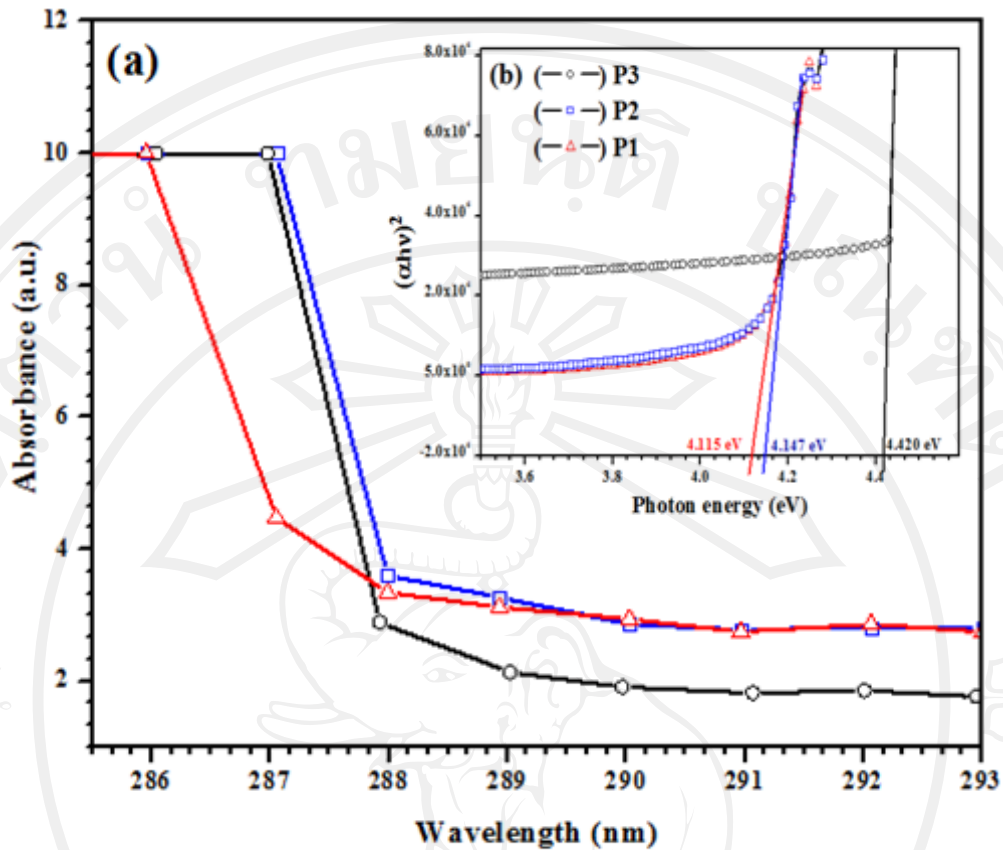 (a)
12
10
8
6
4
2
Absorbance (a.u.)
286 287 288 289 290 291 292 293
Wavelength (nm)
(b)
(— —) P3
(— —) P2
(— —) P1
8.0x10⁴
6.0x10⁴
4.0x10⁴
2.0x10⁴
-2.0x10⁴
(αhν)²
4.115 eV
4.147 eV
4.420 eV
3.6 3.8 4.0 4.2 4.4
Photon energy (eV)